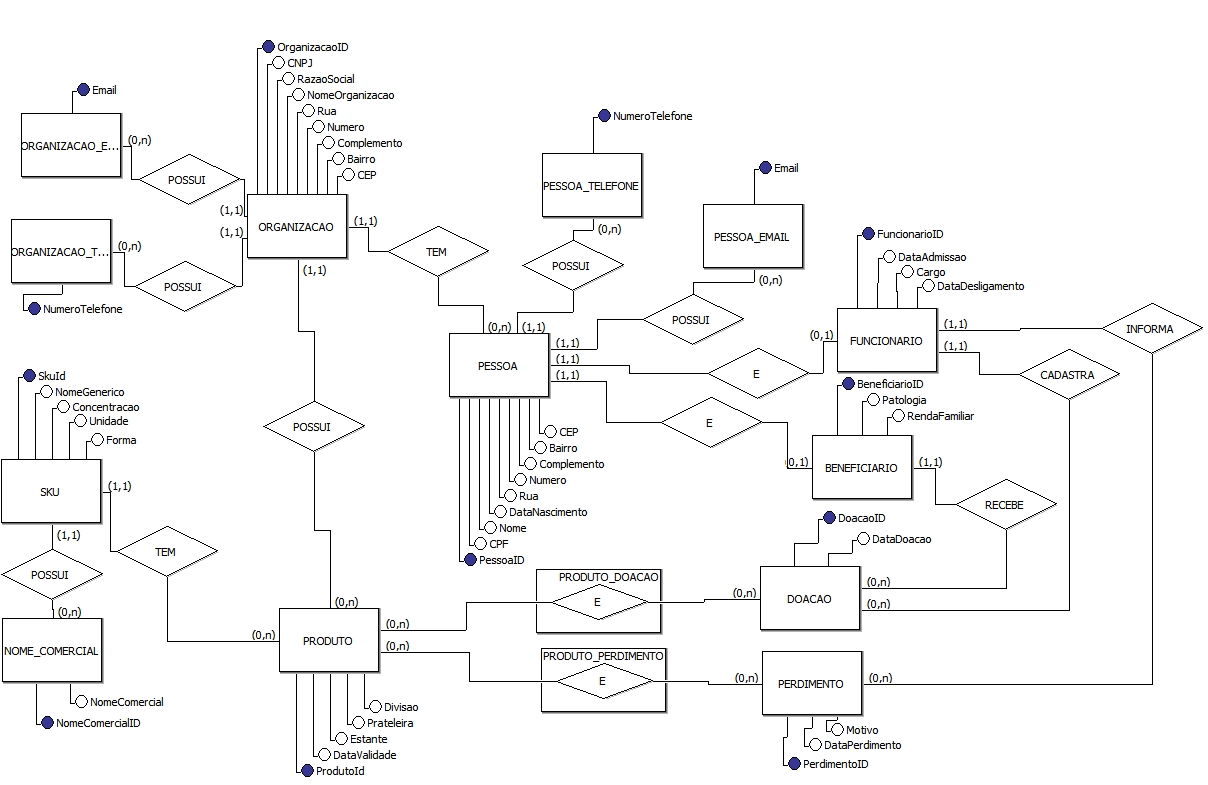 OrganizacaoID
CNPJ
RazaoSocial
NomeOrganizacao
Rua
Numero
Complemento
Bairro
CEP
Email
ORGANIZACAO_E...
(0,n)
POSSUI
(1,1)
ORGANIZACAO
(1,1)
(1,1)
ORGANIZACAO_T...
(0,n)
POSSUI
NumeroTelefone
(1,1)
TEM
NumeroTelefone
PESSOA_TELEFONE
(0,n)
POSSUI
Email
PESSOA_EMAIL
(0,n)
POSSUI
(0,n)
(1,1)
PESSOA
(1,1)
(1,1)
(1,1)
E
(0,1)
E
(0,1)
CEP
Bairro
Complemento
Numero
Rua
DataNascimento
Nome
CPF
PessoaID
FuncionarioID
DataAdmissao
Cargo
DataDesligamento
FUNCIONARIO
(1,1)
(1,1)
INFORMA
CADASTRA
BeneficiarioID
Patologia
RendaFamiliar
BENEFICIARIO
(1,1)
RECEBE
DoacaoID
DataDoacao
DOACAO
(0,n)
(0,n)
(0,n)
POSSUI
SkuId
NomeGenerico
Concentracao
Unidade
Forma
SKU
(1,1)
(1,1)
TEM
POSSUI
(0,n)
NOME_COMERCIAL
NomeComercial
NomeComercialID
(0,n)
(0,n)
PRODUTO
(0,n)
(0,n)
PRODUTO_DOACAO
E
PRODUTO_PERDIMENTO
E
(0,n)
PERDIMENTO
(0,n)
Divisao
Prateleira
Estante
DataValidade
ProdutoId
Motivo
DataPerdimento
PerdimentoID